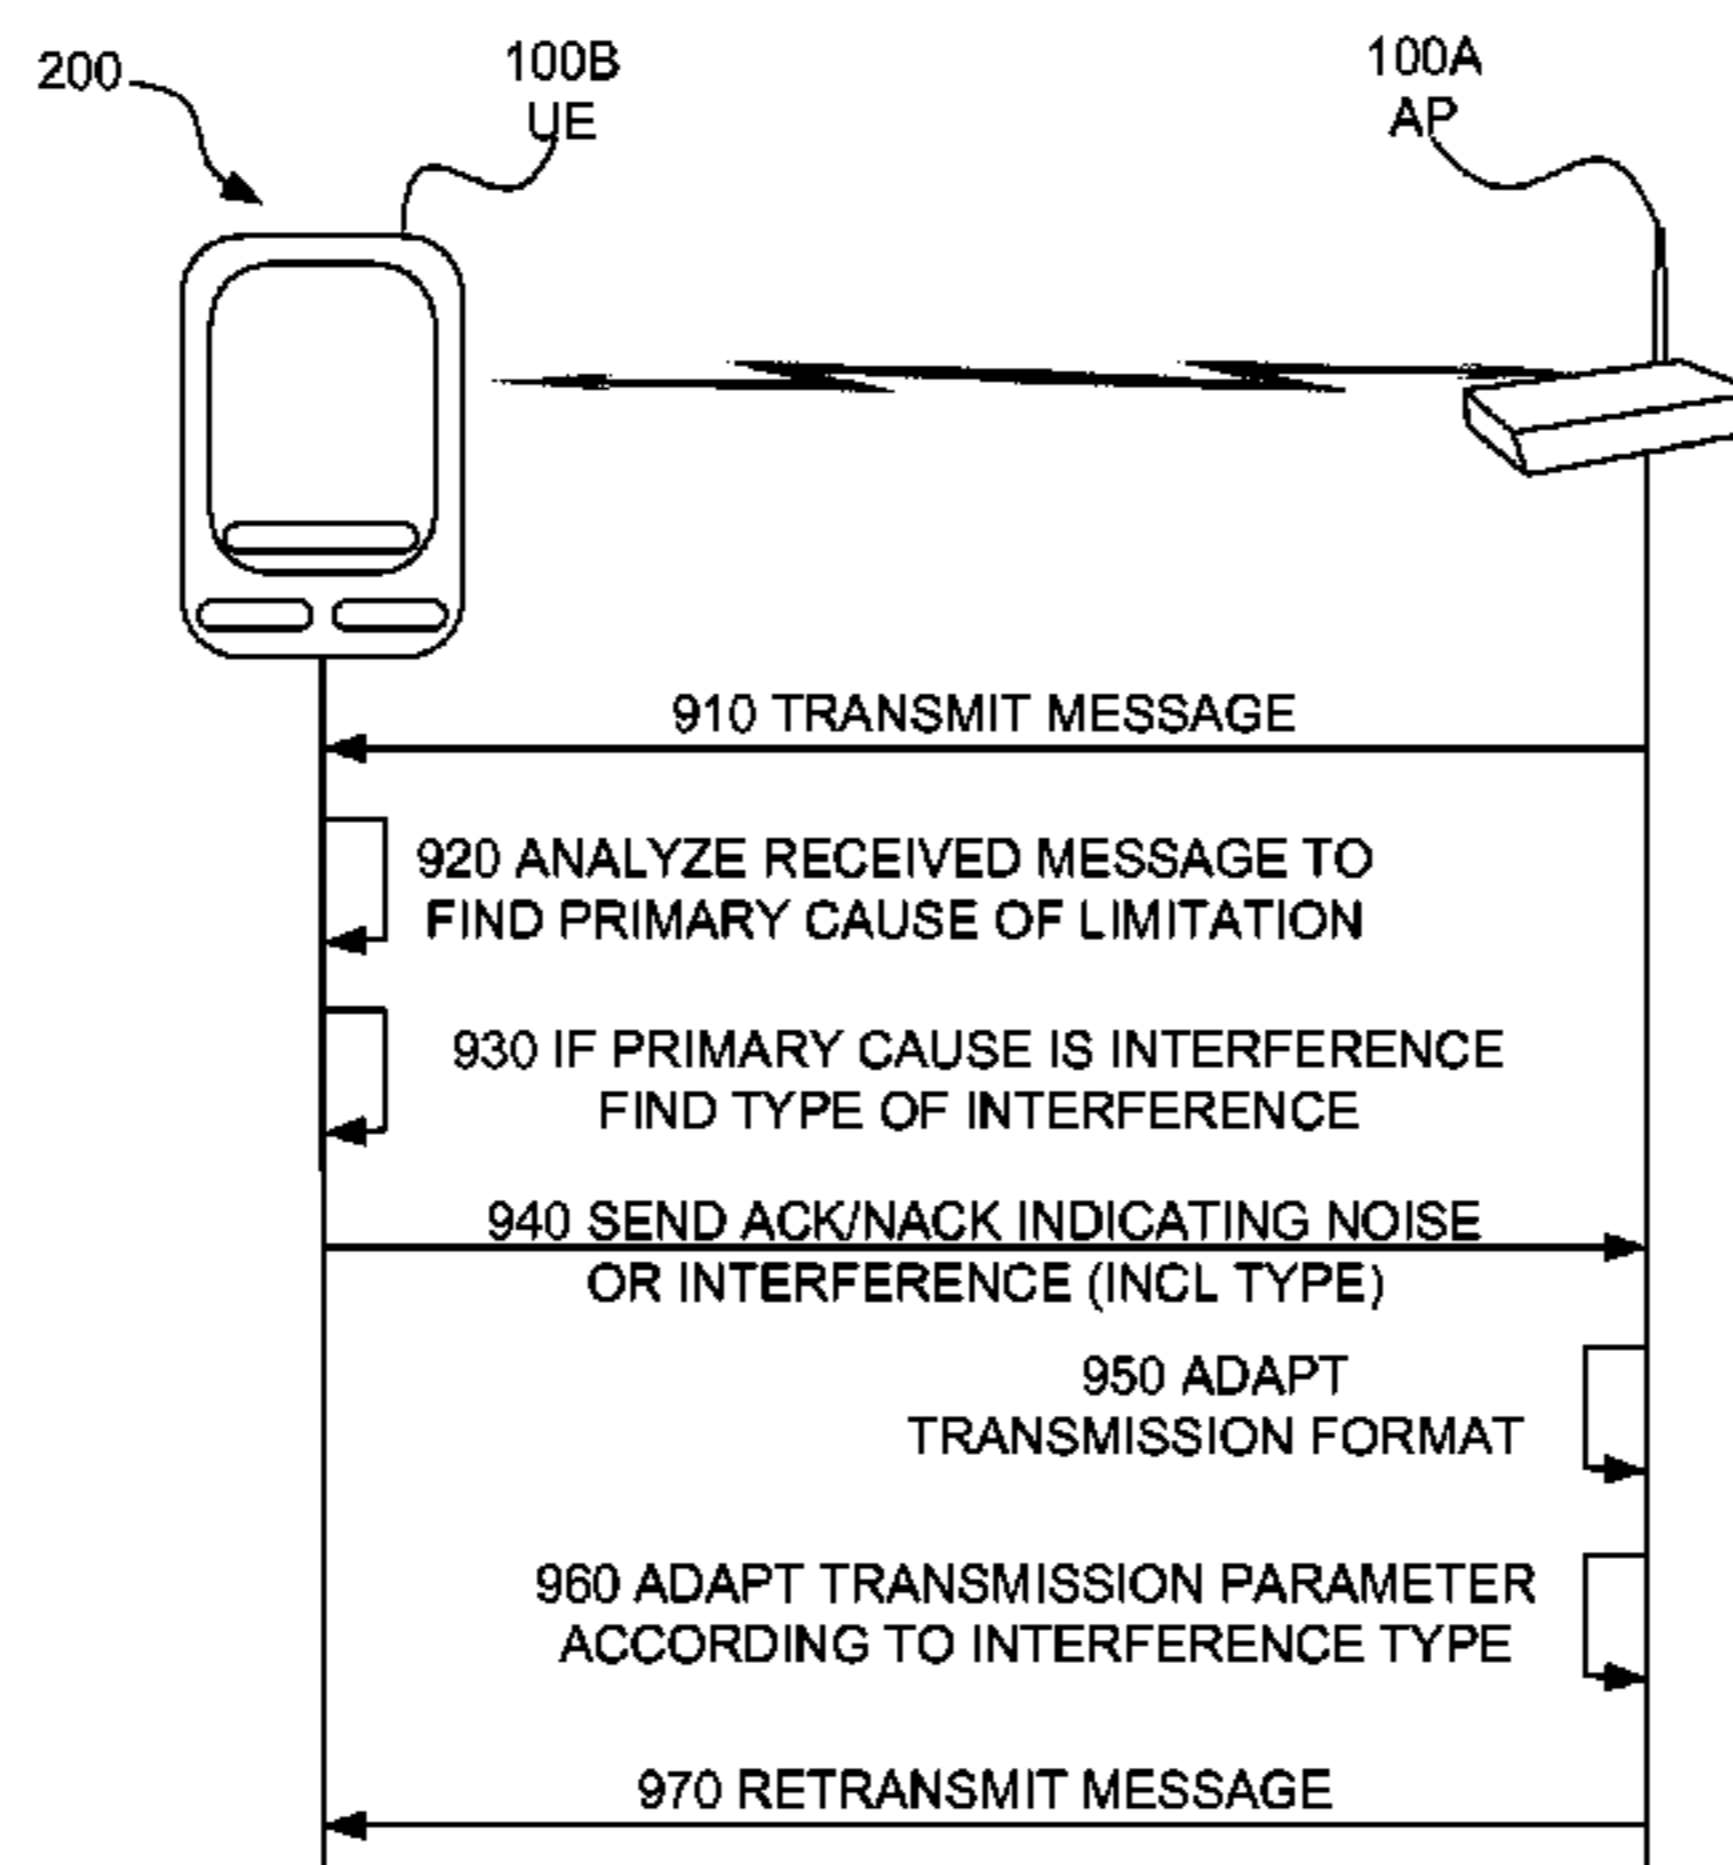 200
100B
UE
100A
AP
910 TRANSMIT MESSAGE
920 ANALYZE RECEIVED MESSAGE TO
FIND PRIMARY CAUSE OF LIMITATION
930 IF PRIMARY CAUSE IS INTERFERENCE
FIND TYPE OF INTERFERENCE
940 SEND ACK/NACK INDICATING NOISE
OR INTERFERENCE (INCL TYPE)
950 ADAPT
TRANSMISSION FORMAT
960 ADAPT TRANSMISSION PARAMETER
ACCORDING TO INTERFERENCE TYPE
970 RETRANSMIT MESSAGE